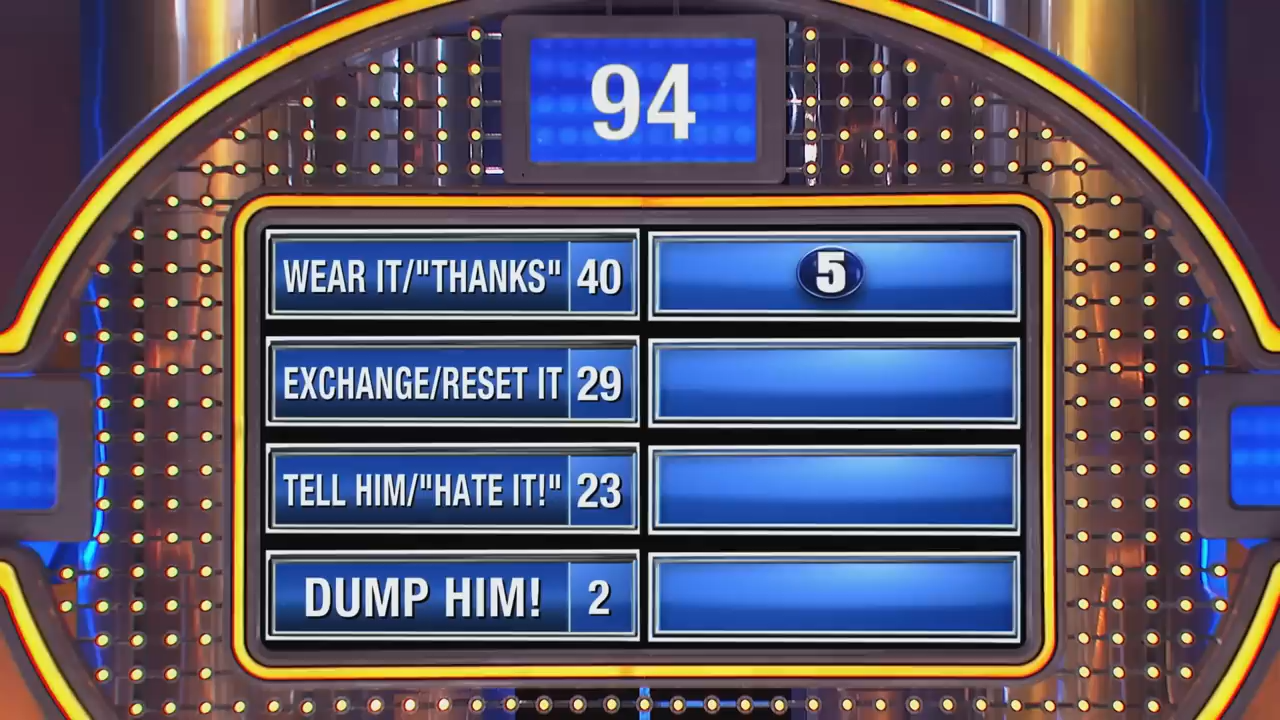 94
WEAR IT/"THANKS" 40
5
EXCHANGE/RESET IT 29
TELL HIM/"HATE IT!" 23
DUMP HIM! 2